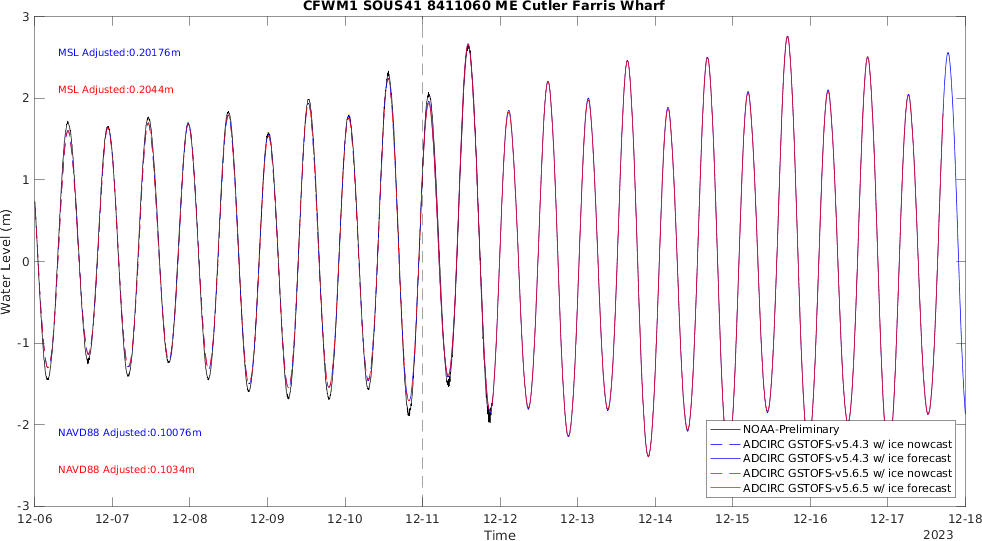 CFWM1 SOUS41 8411060 ME Cutler Farris Wharf
3
2
1
0
-1
-2
-3
Water Level (m)
MSL Adjusted:0.20176m
MSL Adjusted:0.2044m
NAVD88 Adjusted:0.10076m
NAVD88 Adjusted:0.1034m
NOAA-Preliminary
ADCIRC GSTOFS-v5.4.3 w/ ice nowcast
ADCIRC GSTOFS-v5.4.3 w/ ice forecast
ADCIRC GSTOFS-v5.6.5 w/ ice nowcast
ADCIRC GSTOFS-v5.6.5 w/ ice forecast
12-06 12-07 12-08 12-09 12-10 12-11 12-12 12-13 12-14 12-15 12-16 12-17 12-18
Time
2023